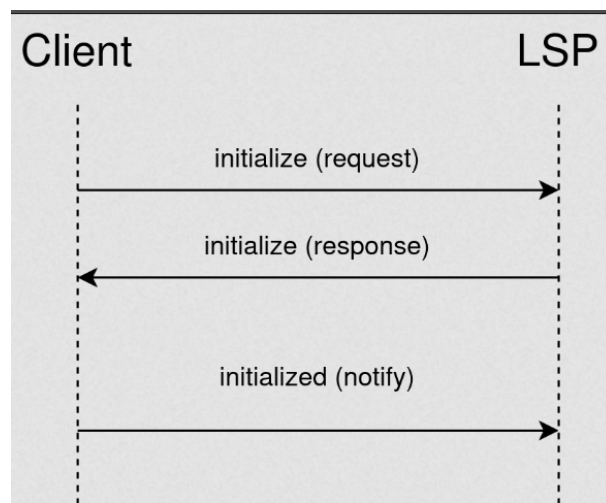 Client
LSP
initialize (request)
initialize (response)
initialized (notify)